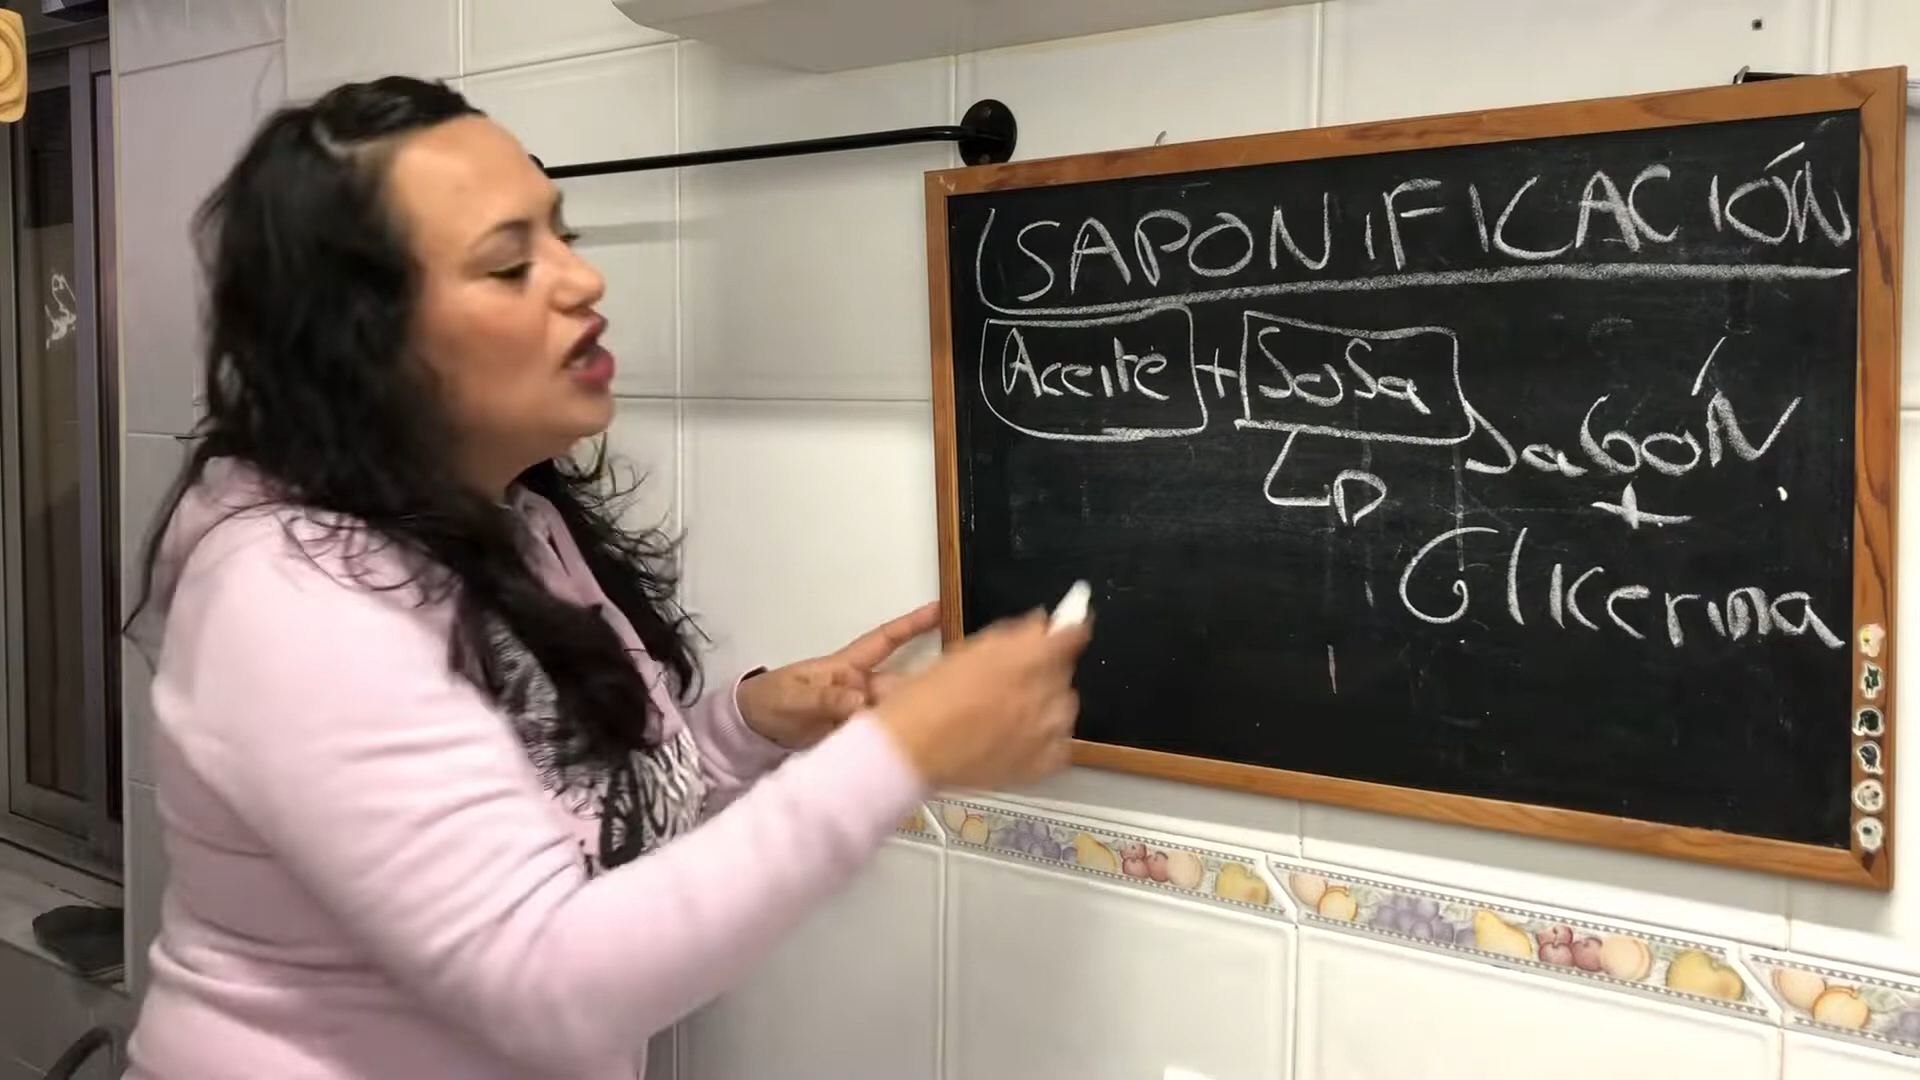 SAPONIFICACIÓN
Aceite + Sosa
Jabón
+
Glicerina